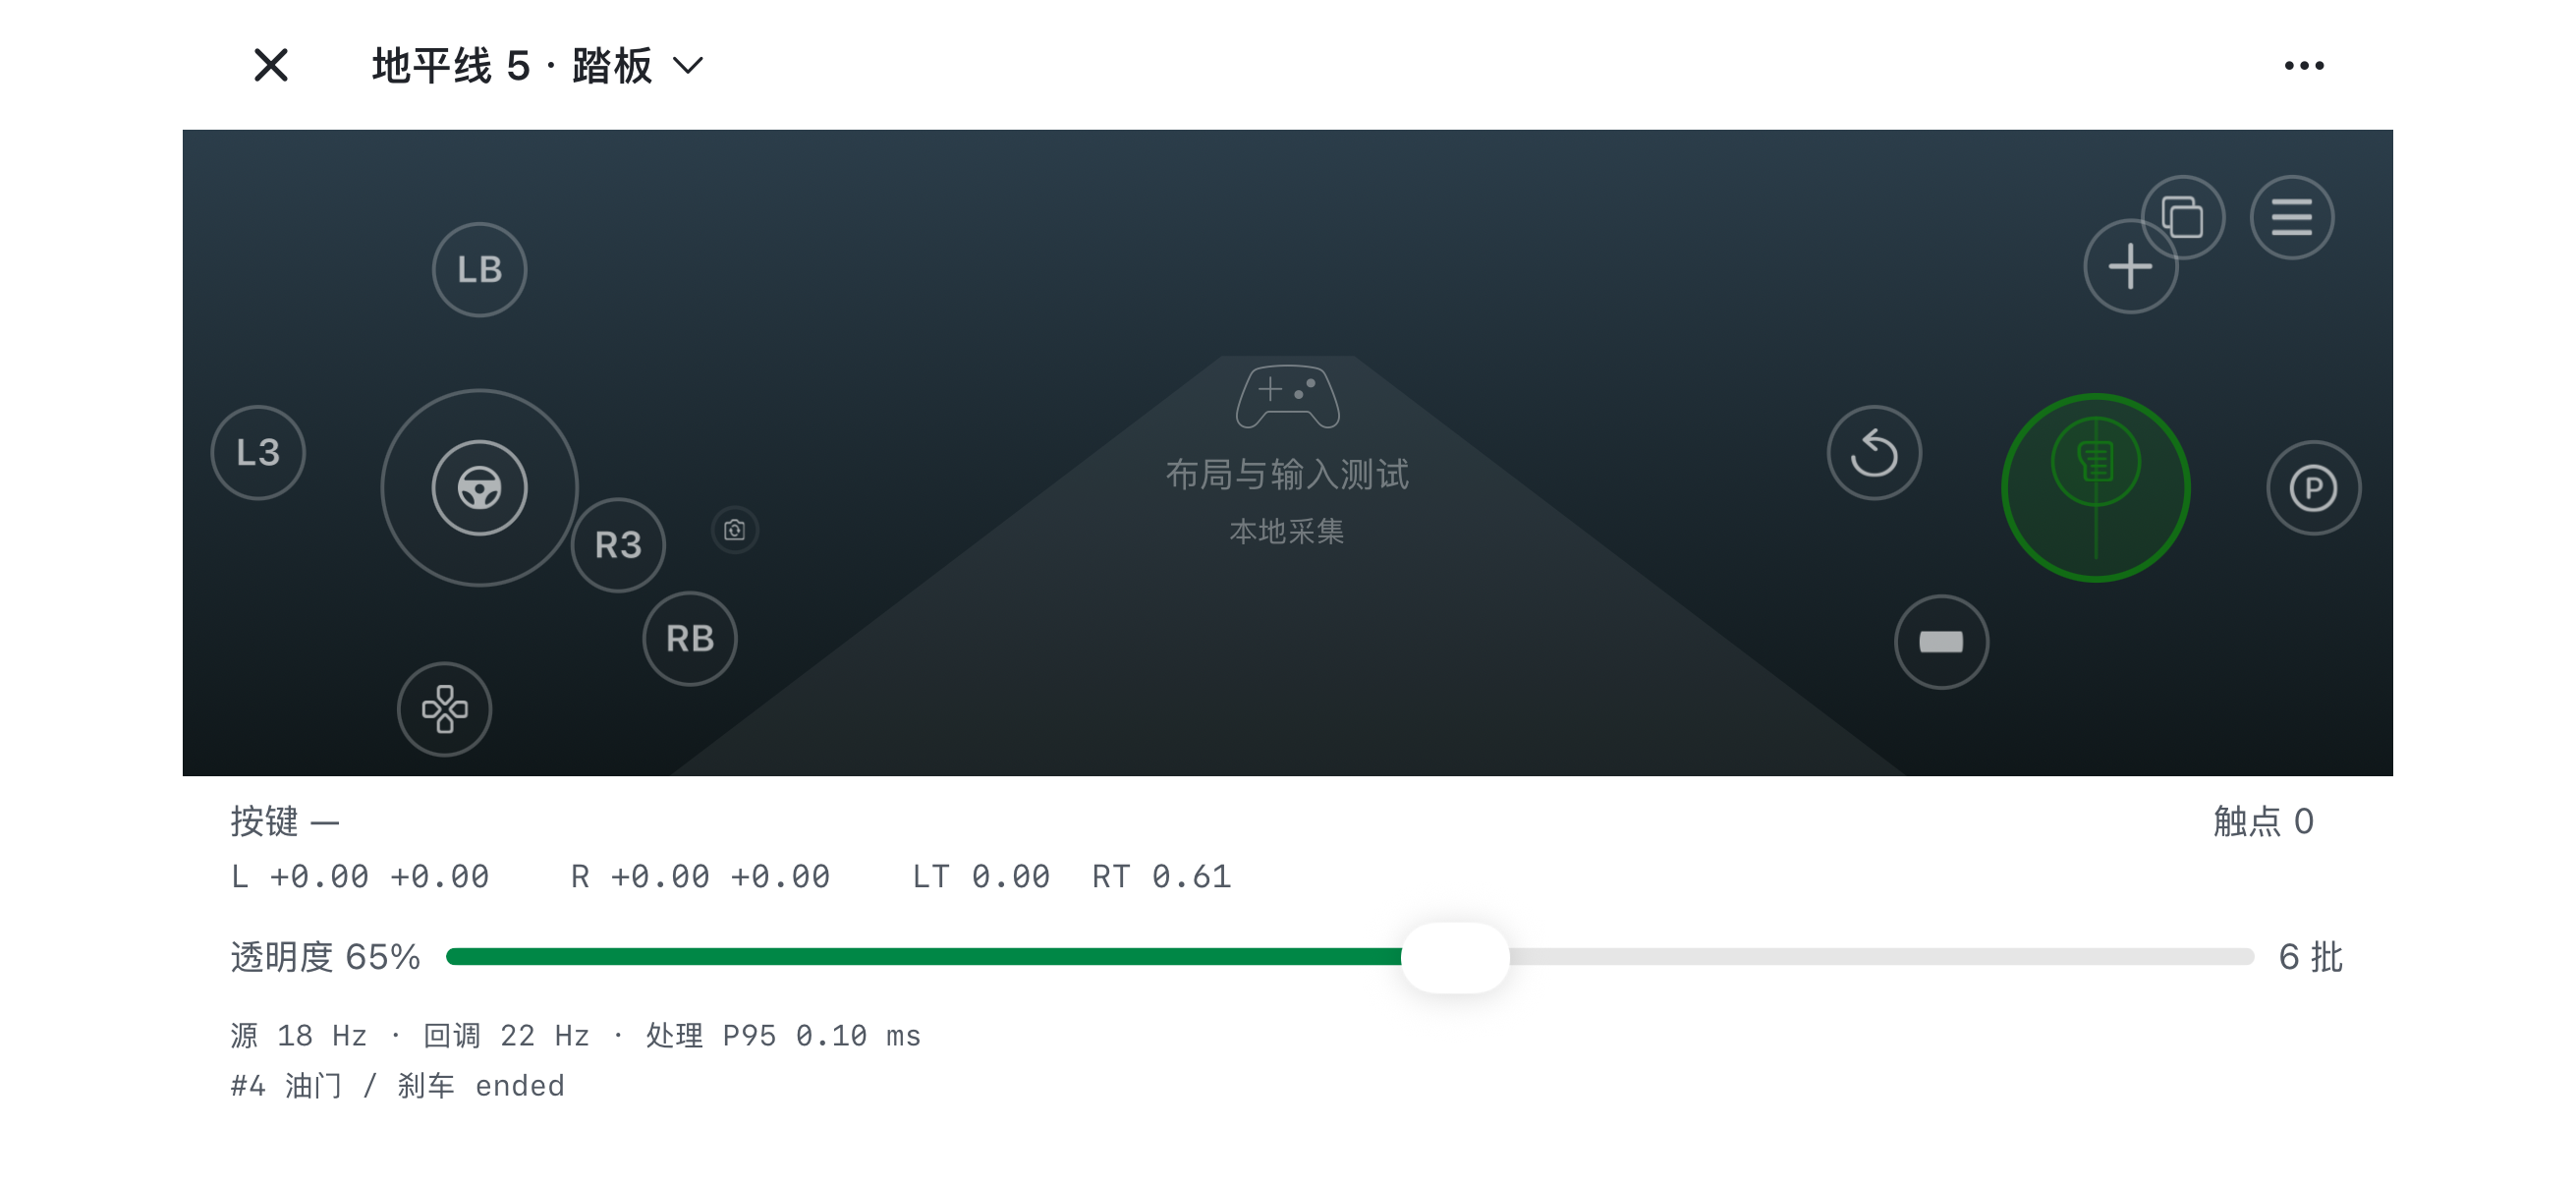 地平线 5 · 踏板
LB
L3
R3
RB
P
布局与输入测试
本地采集
按键 —
触点 0
L +0.00 +0.00 R +0.00 +0.00 LT 0.00 RT 0.61
透明度 65%
6 批
源 18 Hz · 回调 22 Hz · 处理 P95 0.10 ms
#4 油门 / 刹车 ended